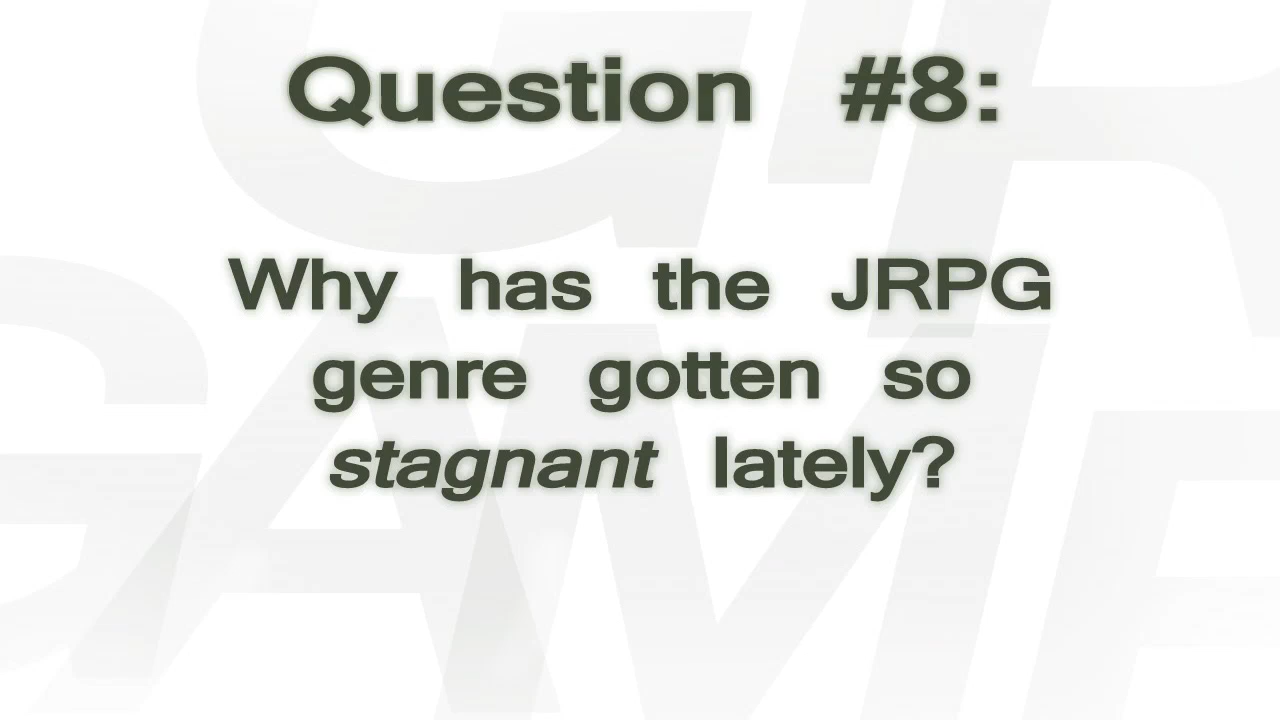 Question #8:
Why has the JRPG
genre gotten so
stagnant lately?